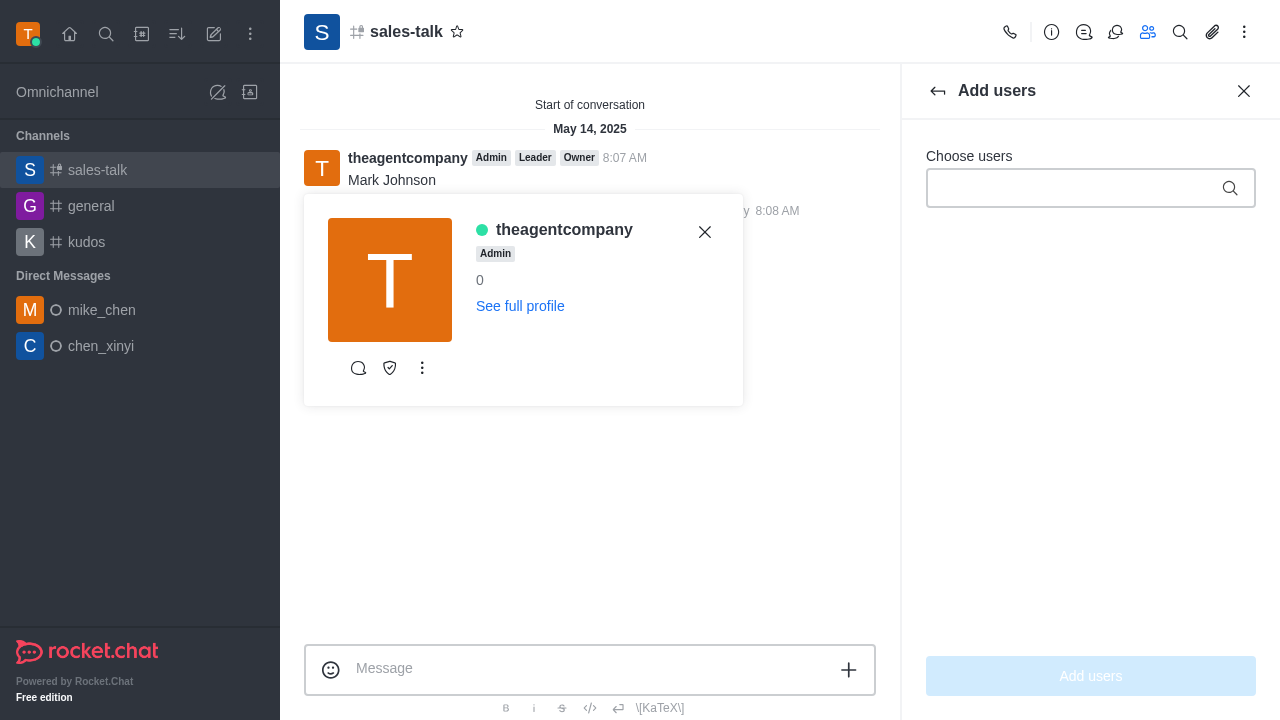 T
Omnichannel
Channels
S sales-talk
G general
K kudos
Direct Messages
M mike_chen
C chen_xinyi
rocket.chat
Powered by Rocket.Chat
Free edition
S sales-talk
Start of conversation
May 14, 2025
T theagentcompany Admin Leader Owner 8:07 AM
Mark Johnson
y 8:08 AM
T
theagentcompany
Admin
0
See full profile
Message
B i S </> \[KaTeX\]
Add users
Choose users
Add users